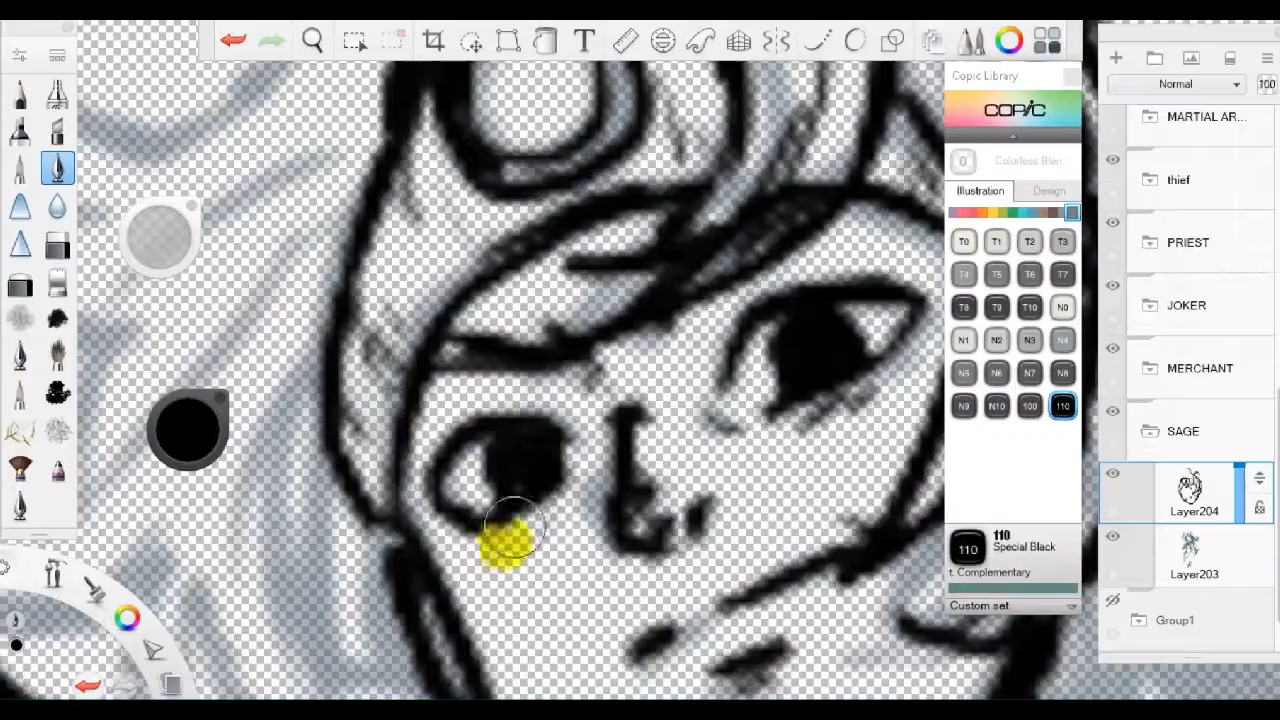 T
Copic Library
COPIC
0 Colorless Blen
Illustration Design
T0 T1 T2 T3
T4 T5 T6 T7
T8 T9 T10 N0
N1 N2 N3 N4
N5 N6 N7 N8
N9 N10 100 110
110
110 Special Black
t. Complementary
Custom set
Normal 100
MARTIAL AR...
thief
PRIEST
JOKER
MERCHANT
SAGE
Layer204
Layer203
Group1